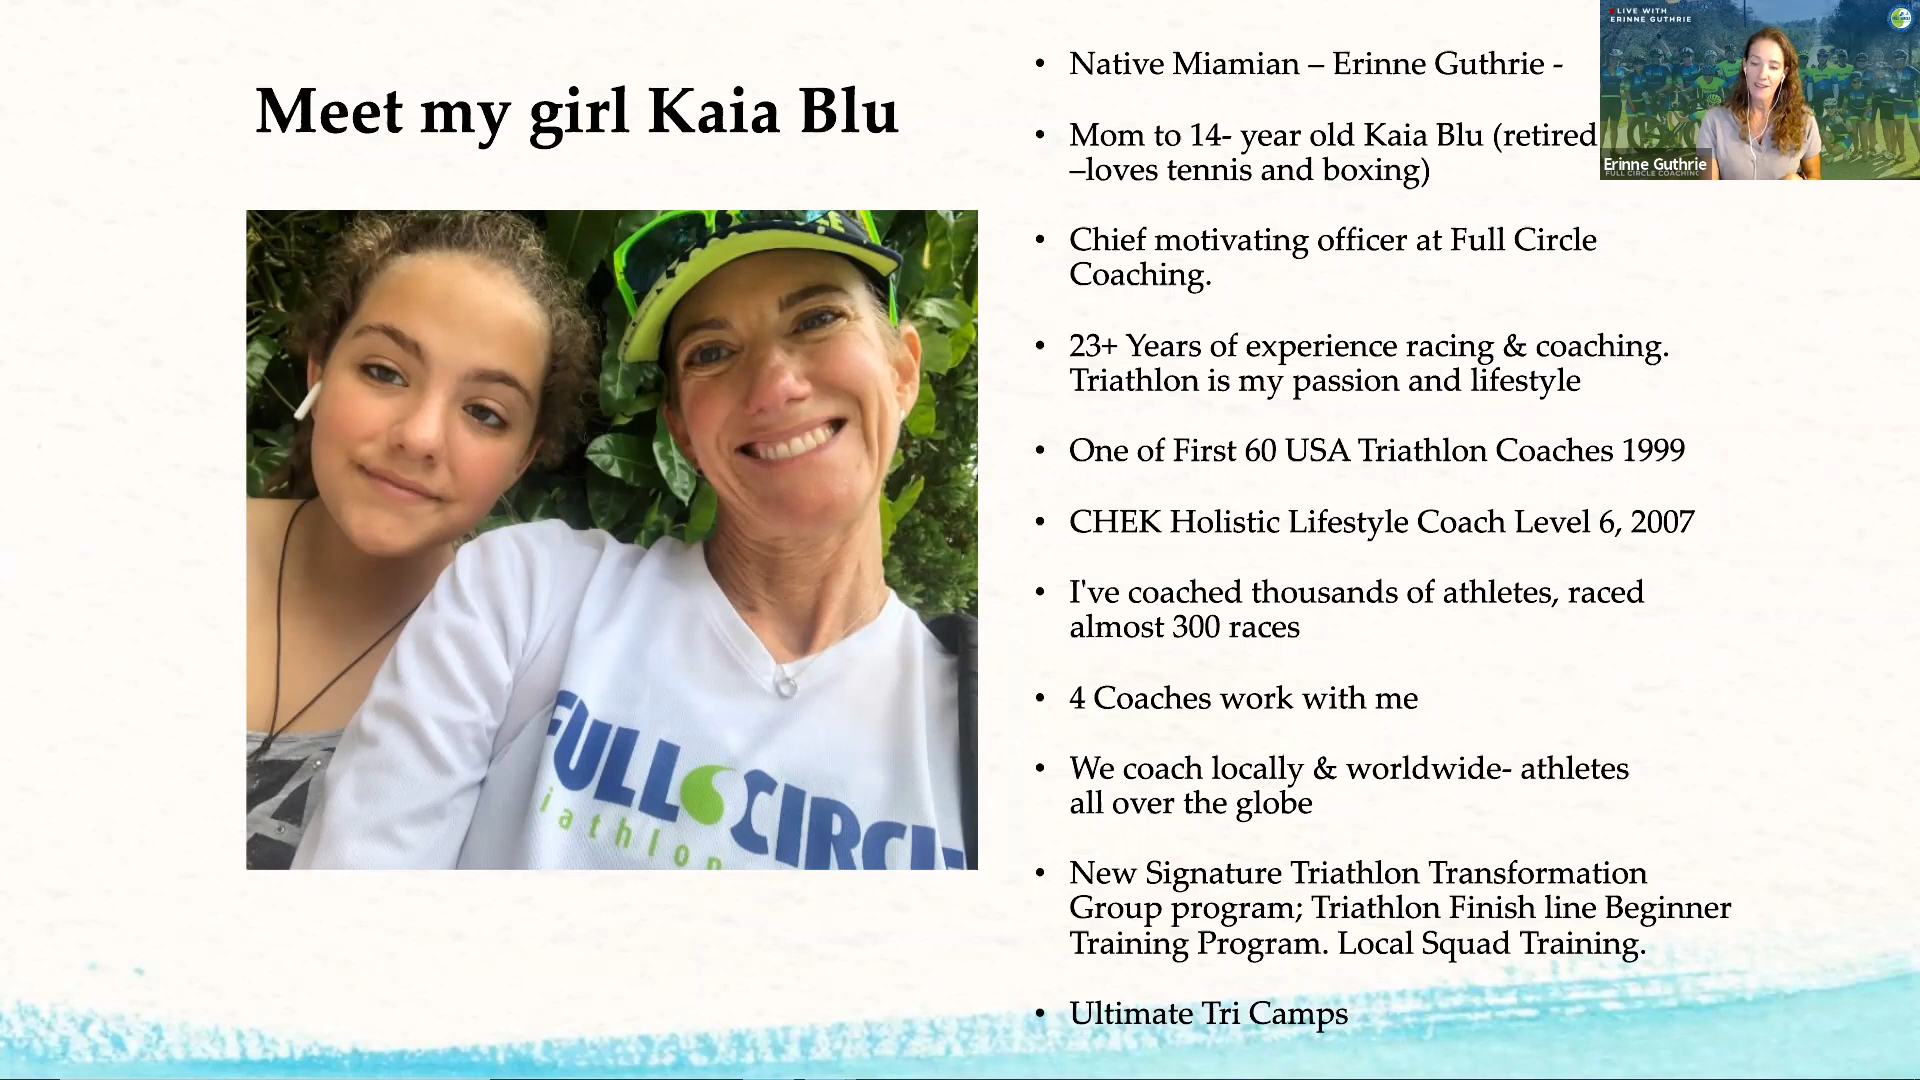 Meet my girl Kaia Blu
• Native Miamian – Erinne Guthrie -
• Mom to 14- year old Kaia Blu (retired
–loves tennis and boxing)
• Chief motivating officer at Full Circle
Coaching.
• 23+ Years of experience racing & coaching.
Triathlon is my passion and lifestyle
• One of First 60 USA Triathlon Coaches 1999
• CHEK Holistic Lifestyle Coach Level 6, 2007
• I've coached thousands of athletes, raced
almost 300 races
• 4 Coaches work with me
• We coach locally & worldwide- athletes
all over the globe
• New Signature Triathlon Transformation
Group program; Triathlon Finish line Beginner
Training Program. Local Squad Training.
• Ultimate Tri Camps
LIVE WITH
ERINNE GUTHRIE
Erinne Guthrie
FULL CIRCLE COACHING
FULL CIRCL
iathlon